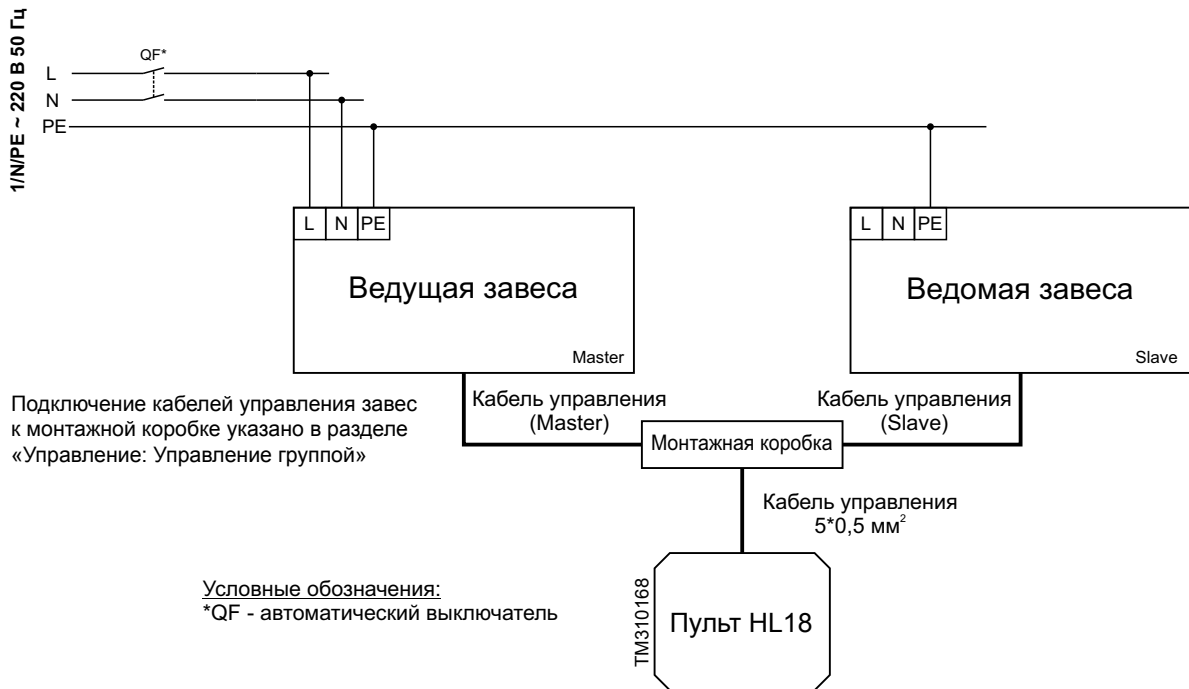 1/N/PE ~ 220 В 50 Гц
QF*
L
N
PE
L N PE
Ведущая завеса
Master
L N PE
Ведомая завеса
Slave
Подключение кабелей управления завес
к монтажной коробке указано в разделе
«Управление: Управление группой»
Кабель управления
(Master)
Кабель управления
(Slave)
Монтажная коробка
Кабель управления
5*0,5 мм²
Условные обозначения:
*QF - автоматический выключатель
TM310168
Пульт HL18